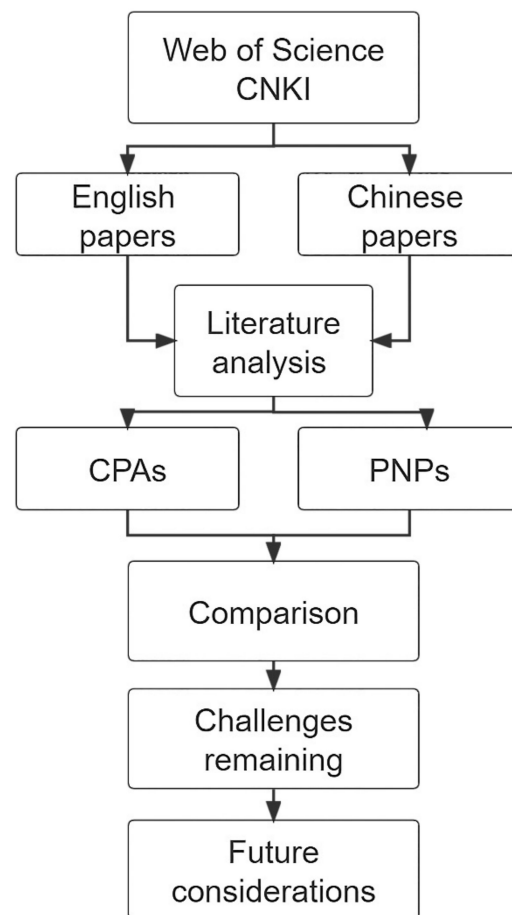 Web of Science
CNKI
English
papers
Chinese
papers
Literature
analysis
CPAs
PNPs
Comparison
Challenges
remaining
Future
considerations